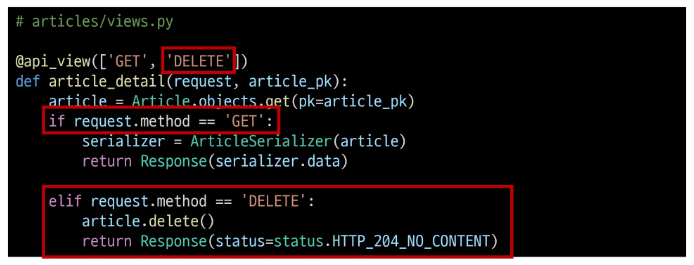 # articles/views.py
@api_view(['GET', 'DELETE'])
def article_detail(request, article_pk):
    article = Article.objects.get(pk=article_pk)
    if request.method == 'GET':
        serializer = ArticleSerializer(article)
        return Response(serializer.data)
    elif request.method == 'DELETE':
        article.delete()
        return Response(status=status.HTTP_204_NO_CONTENT)